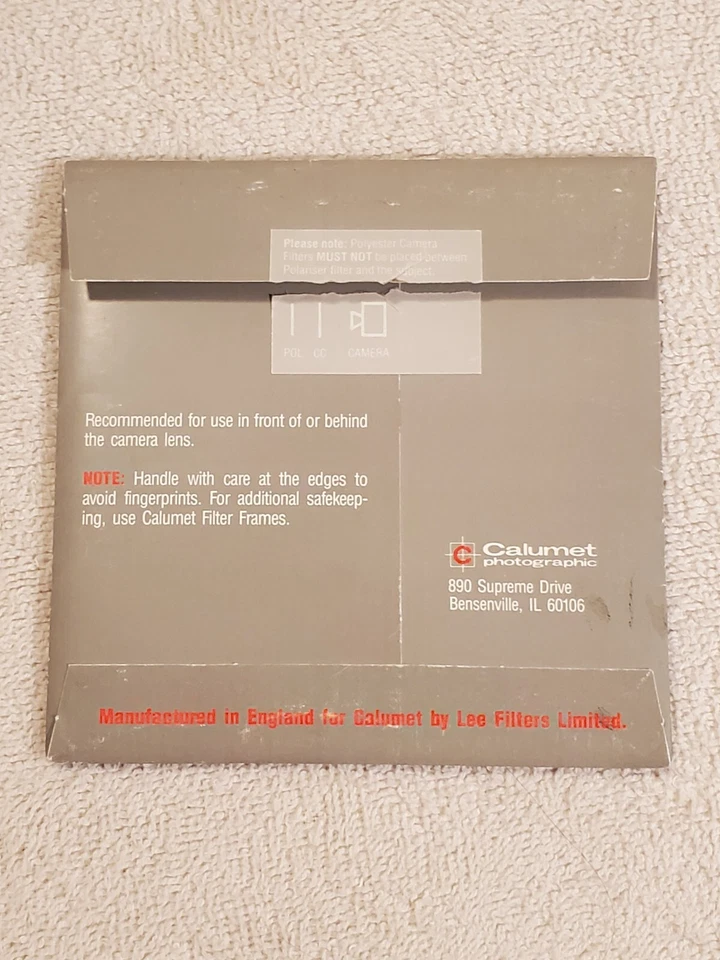 Please note: Polyester Camera
Filters MUST NOT be placed between
Polariser filter and the subject.
POL CC CAMERA
Recommended for use in front of or behind
the camera lens.
NOTE: Handle with care at the edges to
avoid fingerprints. For additional safekeep-
ing, use Calumet Filter Frames.
C Calumet
photographic
890 Supreme Drive
Bensenville, IL 60106
Manufactured in England for Calumet by Lee Filters Limited.